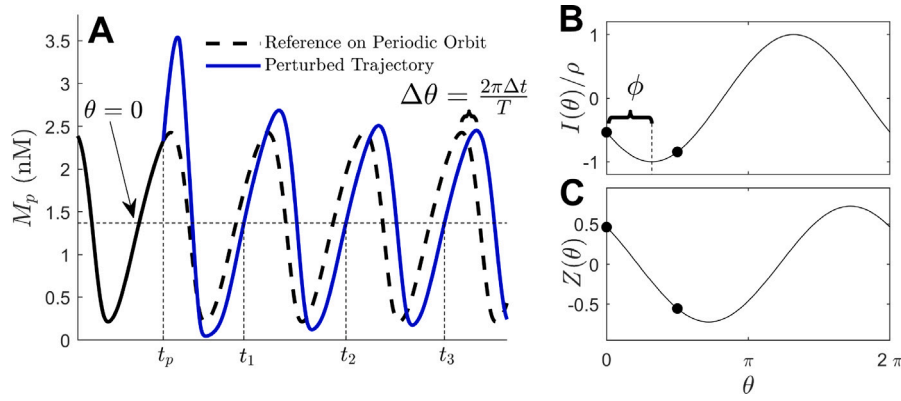 A
Reference on Periodic Orbit
Perturbed Trajectory
θ = 0
Δθ = 2πΔt/T
M_p (nM)
3.5
3
2.5
2
1.5
1
0.5
0
t_p
t_1
t_2
t_3
B
I(θ)/ρ
1
0
-1
ϕ
C
Z(θ)
0.5
0
-0.5
0
π
2 π
θ